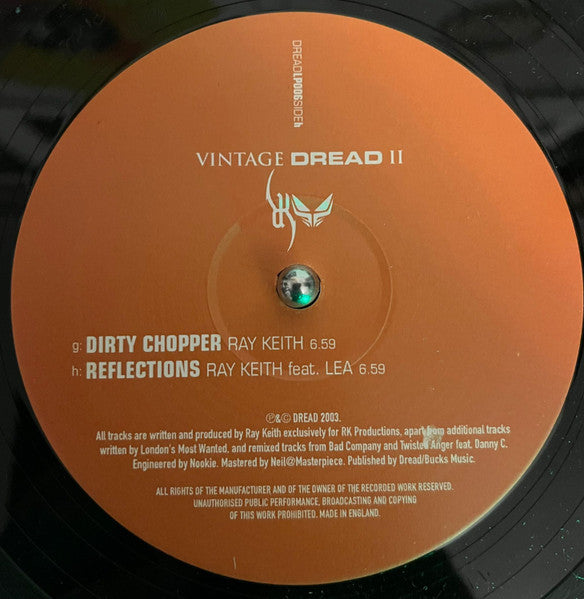 DREADLP006SIDEh
VINTAGE DREAD II
g: DIRTY CHOPPER RAY KEITH 6.59
h: REFLECTIONS RAY KEITH feat. LEA 6.59
℗&© DREAD 2003.
All tracks are written and produced by Ray Keith exclusively for RK Productions, apart from additional tracks
written by London's Most Wanted, and remixed tracks from Bad Company and Twisted Anger feat. Danny C.
Engineered by Nookie. Mastered by Neil@Masterpiece. Published by Dread/Bucks Music.
ALL RIGHTS OF THE MANUFACTURER AND OF THE OWNER OF THE RECORDED WORK RESERVED.
UNAUTHORISED PUBLIC PERFORMANCE, BROADCASTING AND COPYING
OF THIS WORK PROHIBITED. MADE IN ENGLAND.